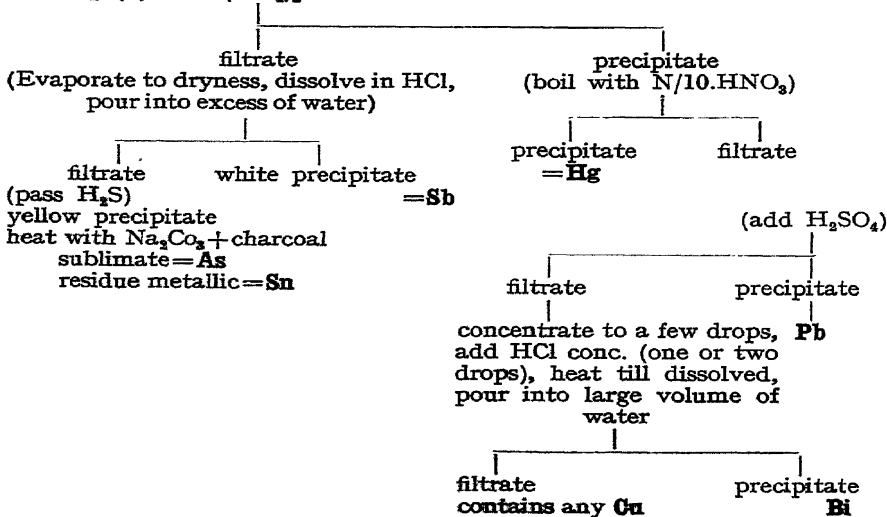 filtrate
(Evaporate to dryness, dissolve in HCl,
pour into excess of water)
precipitate
(boil with N/10.HNO₃)
filtrate
(pass H₂S)
yellow precipitate
heat with Na₂Co₃+charcoal
sublimate=As
residue metallic=Sn
white precipitate
=Sb
precipitate
=Hg
filtrate
(add H₂SO₄)
filtrate
concentrate to a few drops,
add HCl conc. (one or two
drops), heat till dissolved,
pour into large volume of
water
precipitate
Pb
filtrate
contains any Cu
precipitate
Bi